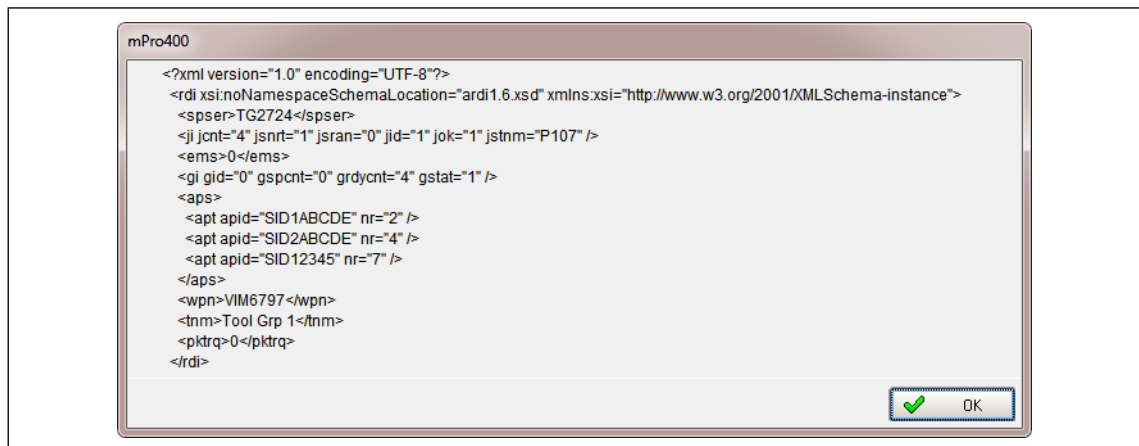 mPro400
<?xml version="1.0" encoding="UTF-8"?>
<rdi xsi:noNamespaceSchemaLocation="ardi1.6.xsd" xmlns:xsi="http://www.w3.org/2001/XMLSchema-instance">
<spser>TG2724</spser>
<ji jcnt="4" jsnrt="1" jsran="0" jid="1" jok="1" jstnm="P107" />
<ems>0</ems>
<gi gid="0" gspcnt="0" grdycnt="4" gstat="1" />
<aps>
<apt apid="SID1ABCDE" nr="2" />
<apt apid="SID2ABCDE" nr="4" />
<apt apid="SID12345" nr="7" />
</aps>
<wpn>VIM6797</wpn>
<tnm>Tool Grp 1</tnm>
<pktrq>0</pktrq>
</rdi>
OK